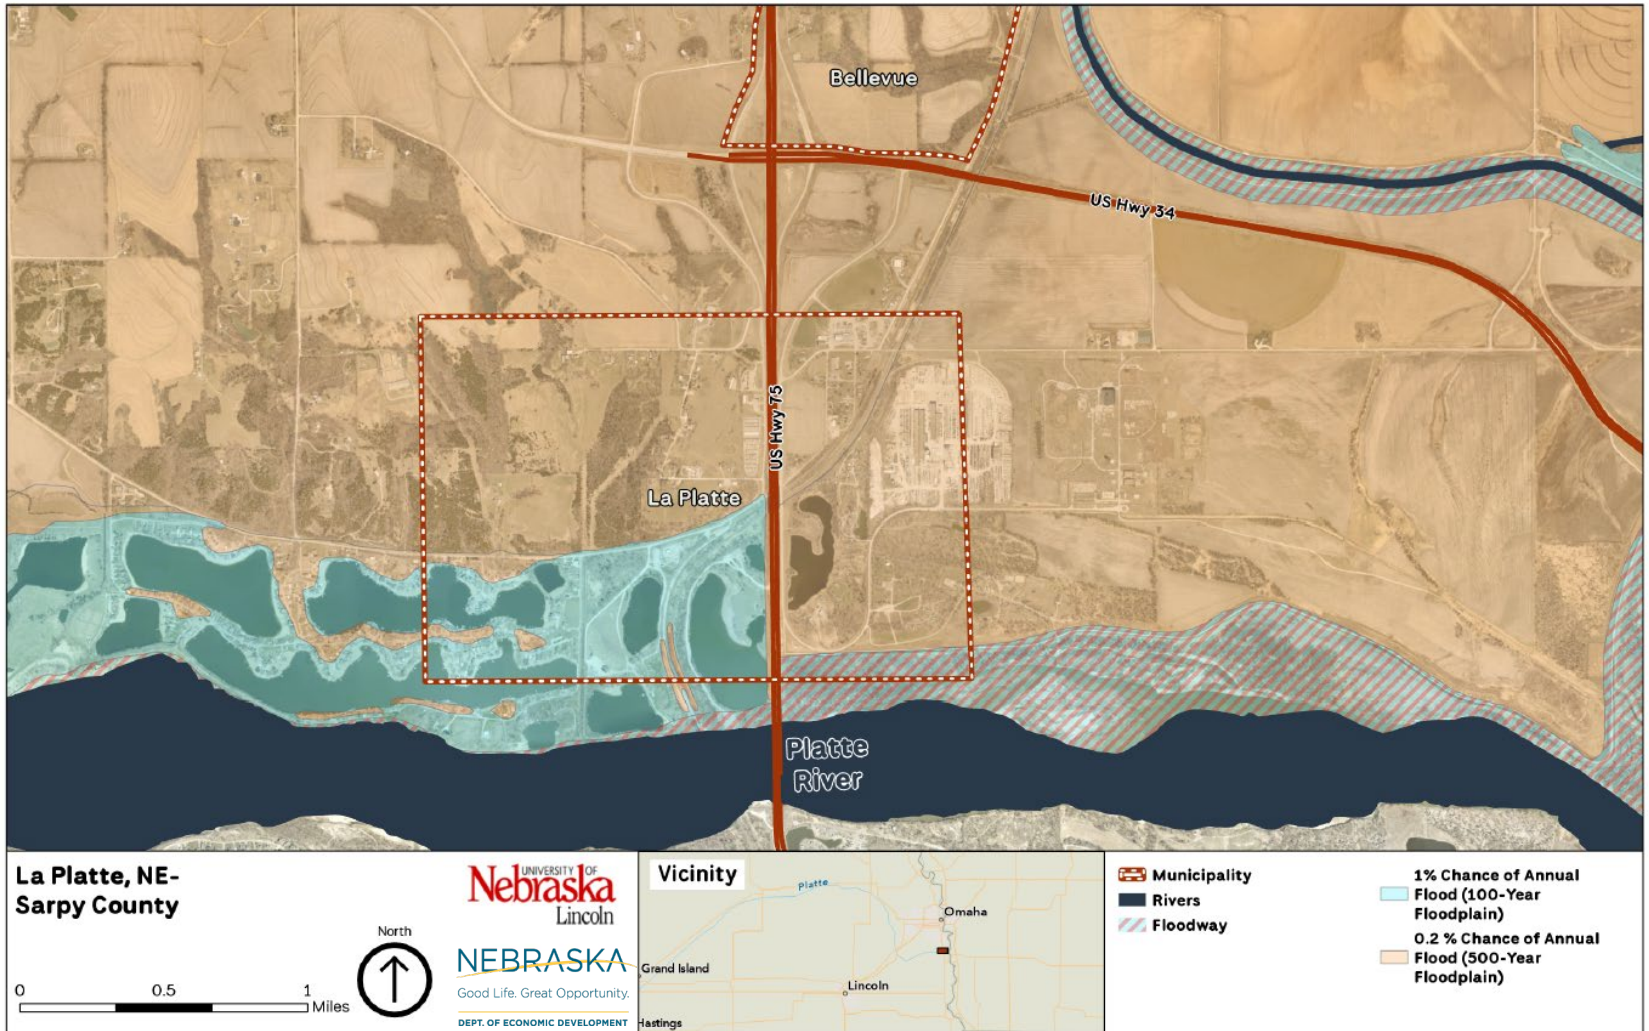 Bellevue
US Hwy 34
US Hwy 75
La Platte
Platte
River
La Platte, NE-
Sarpy County
0 0.5 1 Miles
North
UNIVERSITY OF
Nebraska
Lincoln
NEBRASKA
Good Life. Great Opportunity.
DEPT. OF ECONOMIC DEVELOPMENT
Vicinity
Platte
Omaha
Grand Island
Lincoln
Hastings
Municipality
Rivers
Floodway
1% Chance of Annual
Flood (100-Year
Floodplain)
0.2 % Chance of Annual
Flood (500-Year
Floodplain)